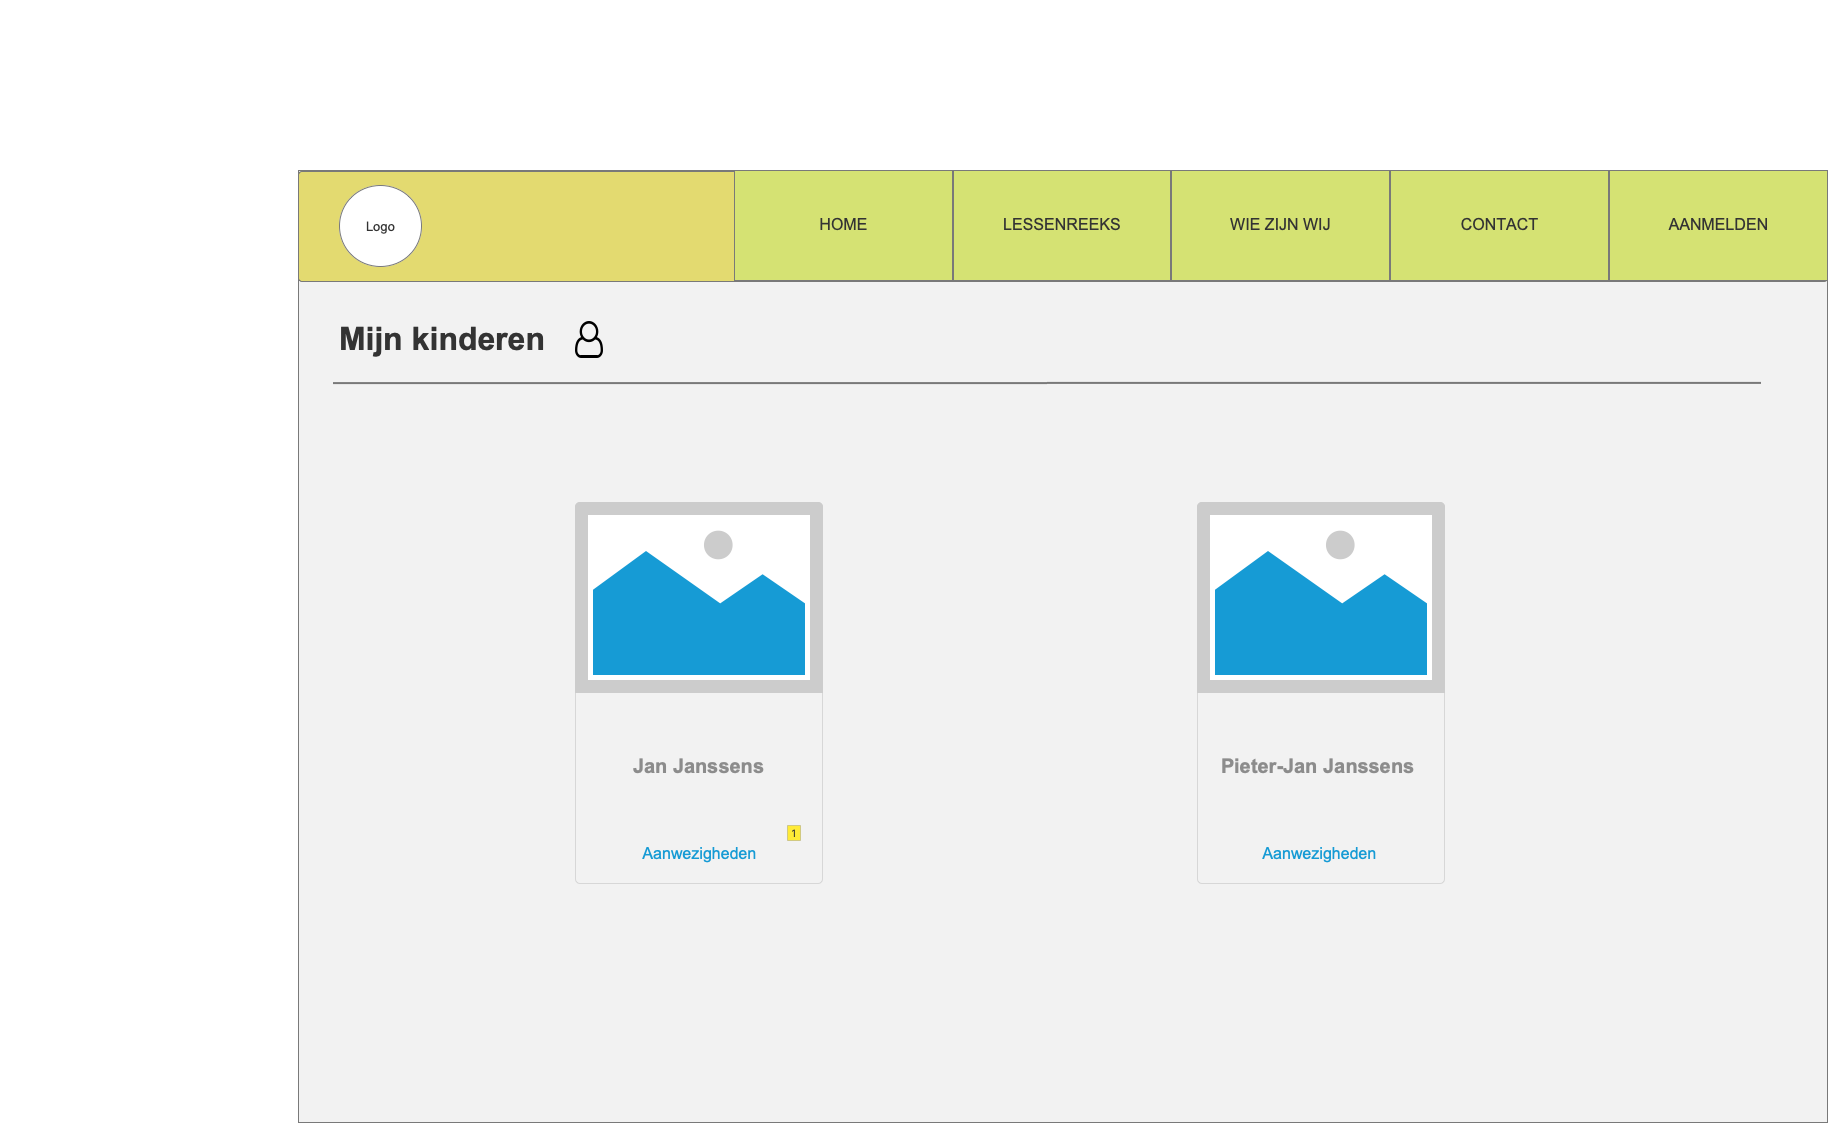 Logo
HOME
LESSENREEKS
WIE ZIJN WIJ
CONTACT
AANMELDEN
Mijn kinderen
Jan Janssens
1
Aanwezigheden
Pieter-Jan Janssens
Aanwezigheden